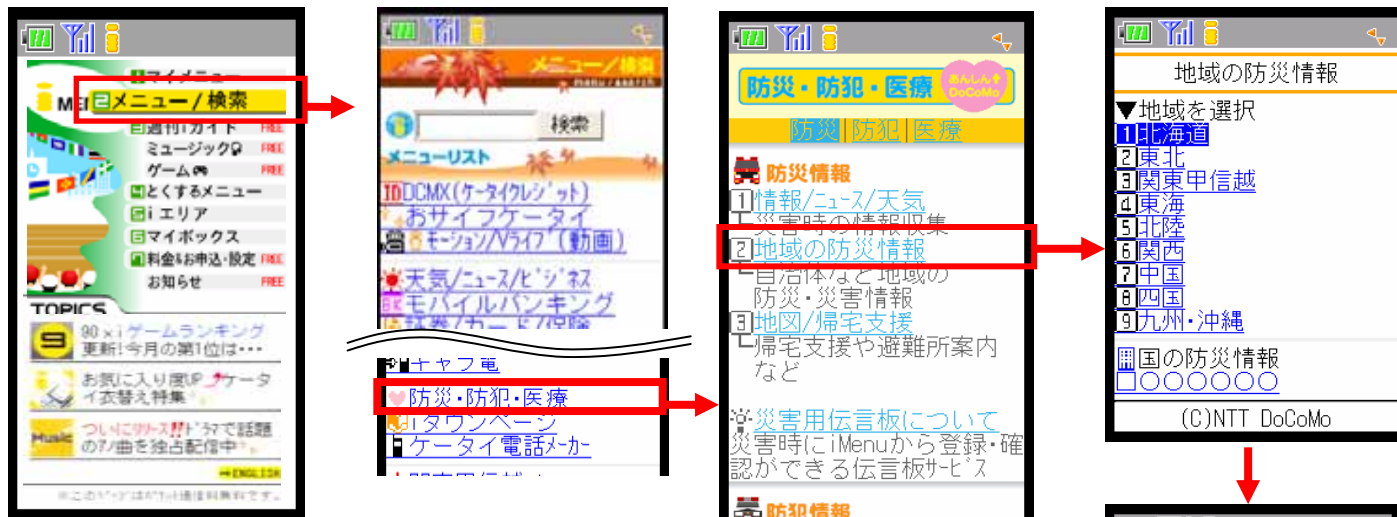 1マイメニュー
2メニュー/検索
3週刊iガイド FREE
ミュージック FREE
ゲーム FREE
4とくするメニュー
5iエリア
6マイボックス
料金&お申込・設定 FREE
お知らせ FREE
TOPICS
90×iゲームランキング
更新!今月の第1位は・・・
お気に入り度UP ケータ
イ衣替え特集
Music
で話題
曲を独占配信中
⇒ENGLISH
メニュー/検索
menu/search
検索
メニューリスト
iDDCMX(ケータイクレジット)
おサイフケータイ
iモーション/Vライブ(動画)
天気/ニュース/ビジネス
モバイルバンキング
証券/カード/保険
キャラ電
防災・防犯・医療
iタウンページ
ケータイ電話メーカー
防災・防犯・医療
あんしん
DoCoMo
防災|防犯|医療
防災情報
1情報/ニュース/天気
災害時の情報収集
2地域の防災情報
自治体など地域の
防災・災害情報
3地図/帰宅支援
帰宅支援や避難所案内
など
災害用伝言板について
災害時にiMenuから登録・確
認ができる伝言板サービス
防犯情報
地域の防災情報
▼地域を選択
1北海道
2東北
3関東甲信越
4東海
5北陸
6関西
7中国
8四国
9九州・沖縄
国の防災情報
□○○○○○○
(C)NTT DoCoMo